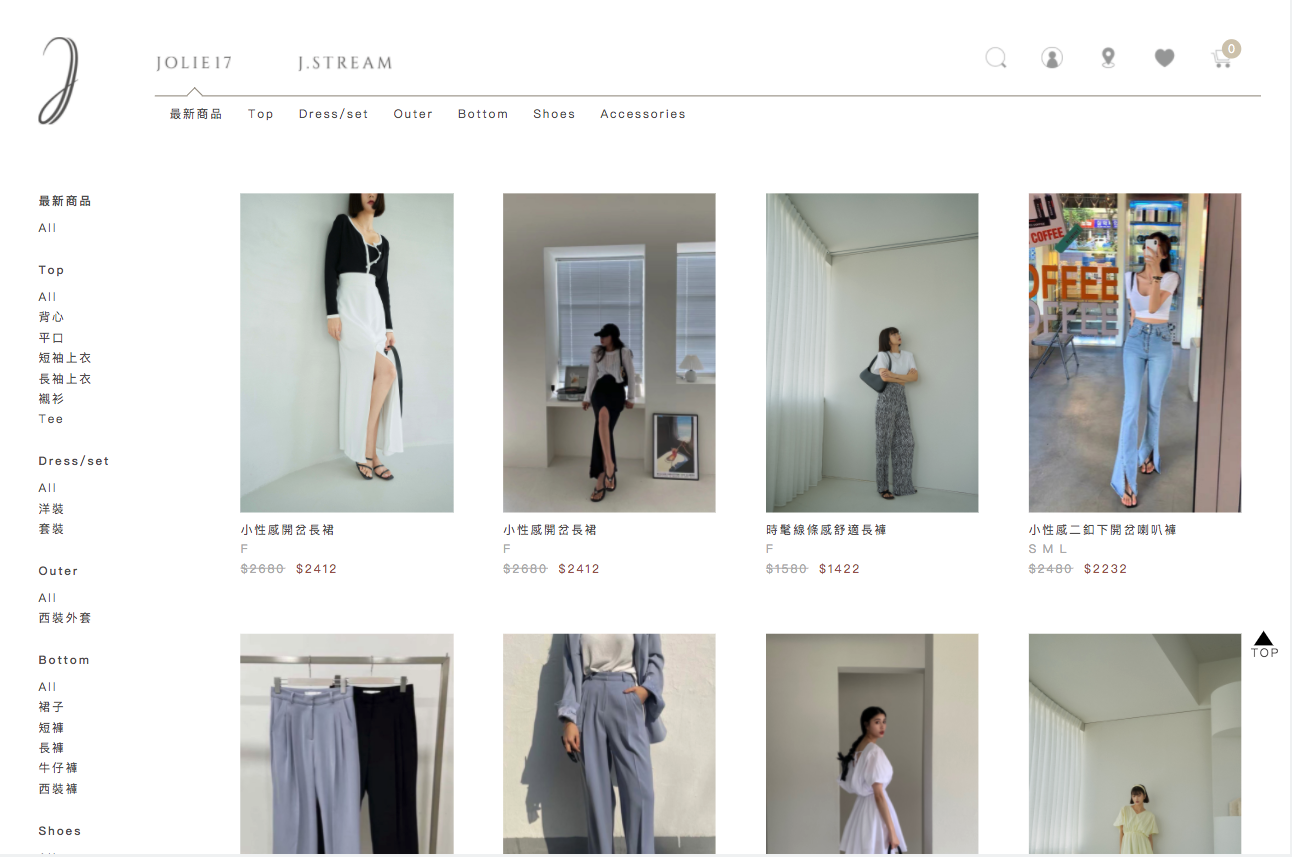 J
JOLIE17
J.STREAM
0
最新商品
Top
Dress/set
Outer
Bottom
Shoes
Accessories
最新商品
All
Top
All
背心
平口
短袖上衣
長袖上衣
襯衫
Tee
Dress/set
All
洋裝
套裝
Outer
All
西裝外套
Bottom
All
裙子
短褲
長褲
牛仔褲
西裝褲
Shoes
COFFEE
OFFEE
小性感開岔長裙
F
$2680 $2412
小性感開岔長裙
F
$2680 $2412
時髦線條感舒適長褲
F
$1580 $1422
小性感二釦下開岔喇叭褲
S M L
$2480 $2232
TOP